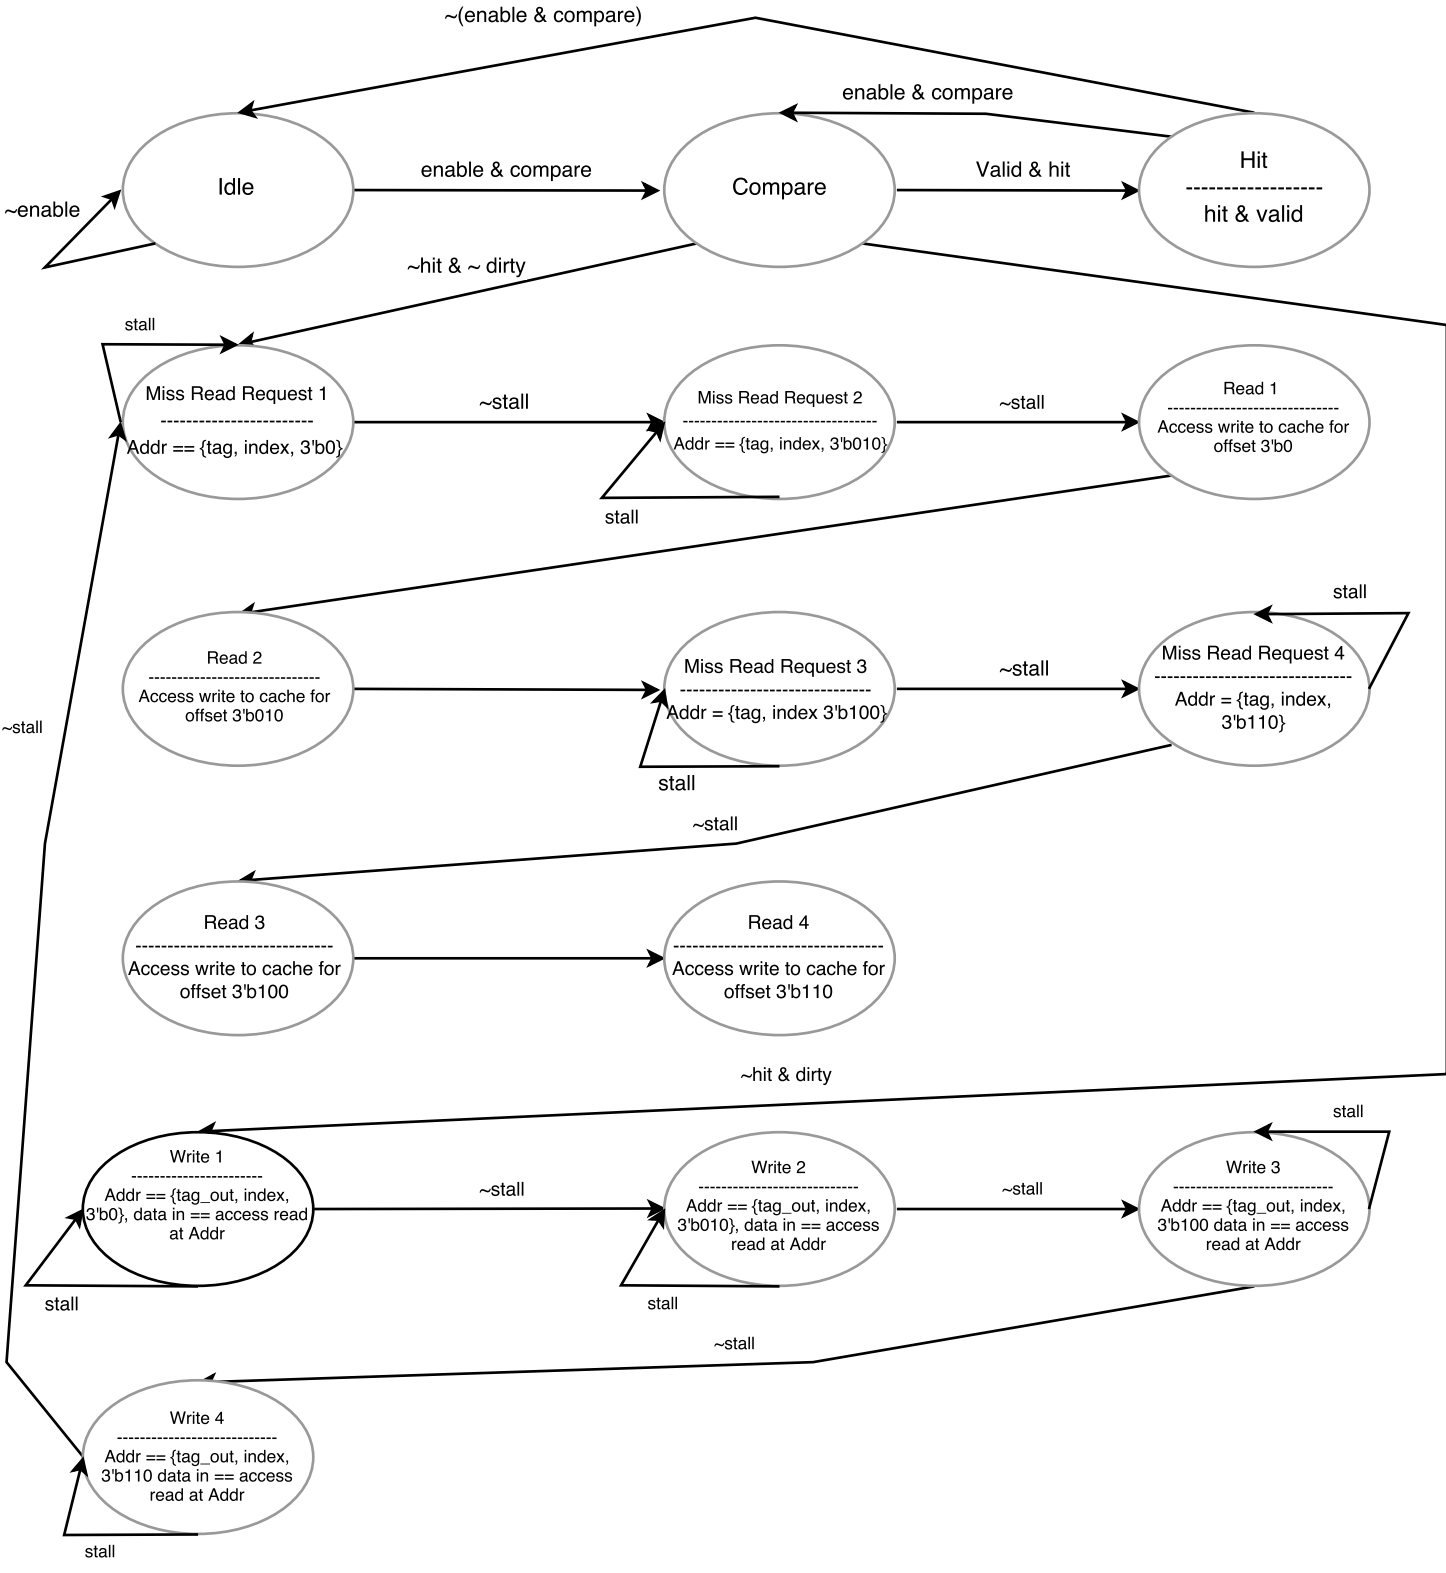 ~(enable & compare)
enable & compare
Idle
enable & compare
Compare
Valid & hit
Hit
--------------------
hit & valid
~enable
~hit & ~ dirty
stall
Miss Read Request 1
------------------------
Addr == {tag, index, 3'b0}
~stall
Miss Read Request 2
-------------------------------
Addr == {tag, index, 3'b010}
stall
~stall
Read 1
-------------------------------
Access write to cache for
offset 3'b0
Read 2
-------------------------------
Access write to cache for
offset 3'b010
Miss Read Request 3
------------------------------
Addr = {tag, index 3'b100}
stall
~stall
stall
Miss Read Request 4
-------------------------------
Addr = {tag, index,
3'b110}
~stall
~stall
Read 3
-------------------------------
Access write to cache for
offset 3'b100
Read 4
---------------------------------
Access write to cache for
offset 3'b110
~hit & dirty
Write 1
------------------------
Addr == {tag_out, index,
3'b0}, data in == access read
at Addr
stall
~stall
Write 2
-----------------------------
Addr == {tag_out, index,
3'b010}, data in == access
read at Addr
stall
~stall
stall
Write 3
-----------------------------
Addr == {tag_out, index,
3'b100 data in == access
read at Addr
~stall
Write 4
-----------------------------
Addr == {tag_out, index,
3'b110 data in == access
read at Addr
stall